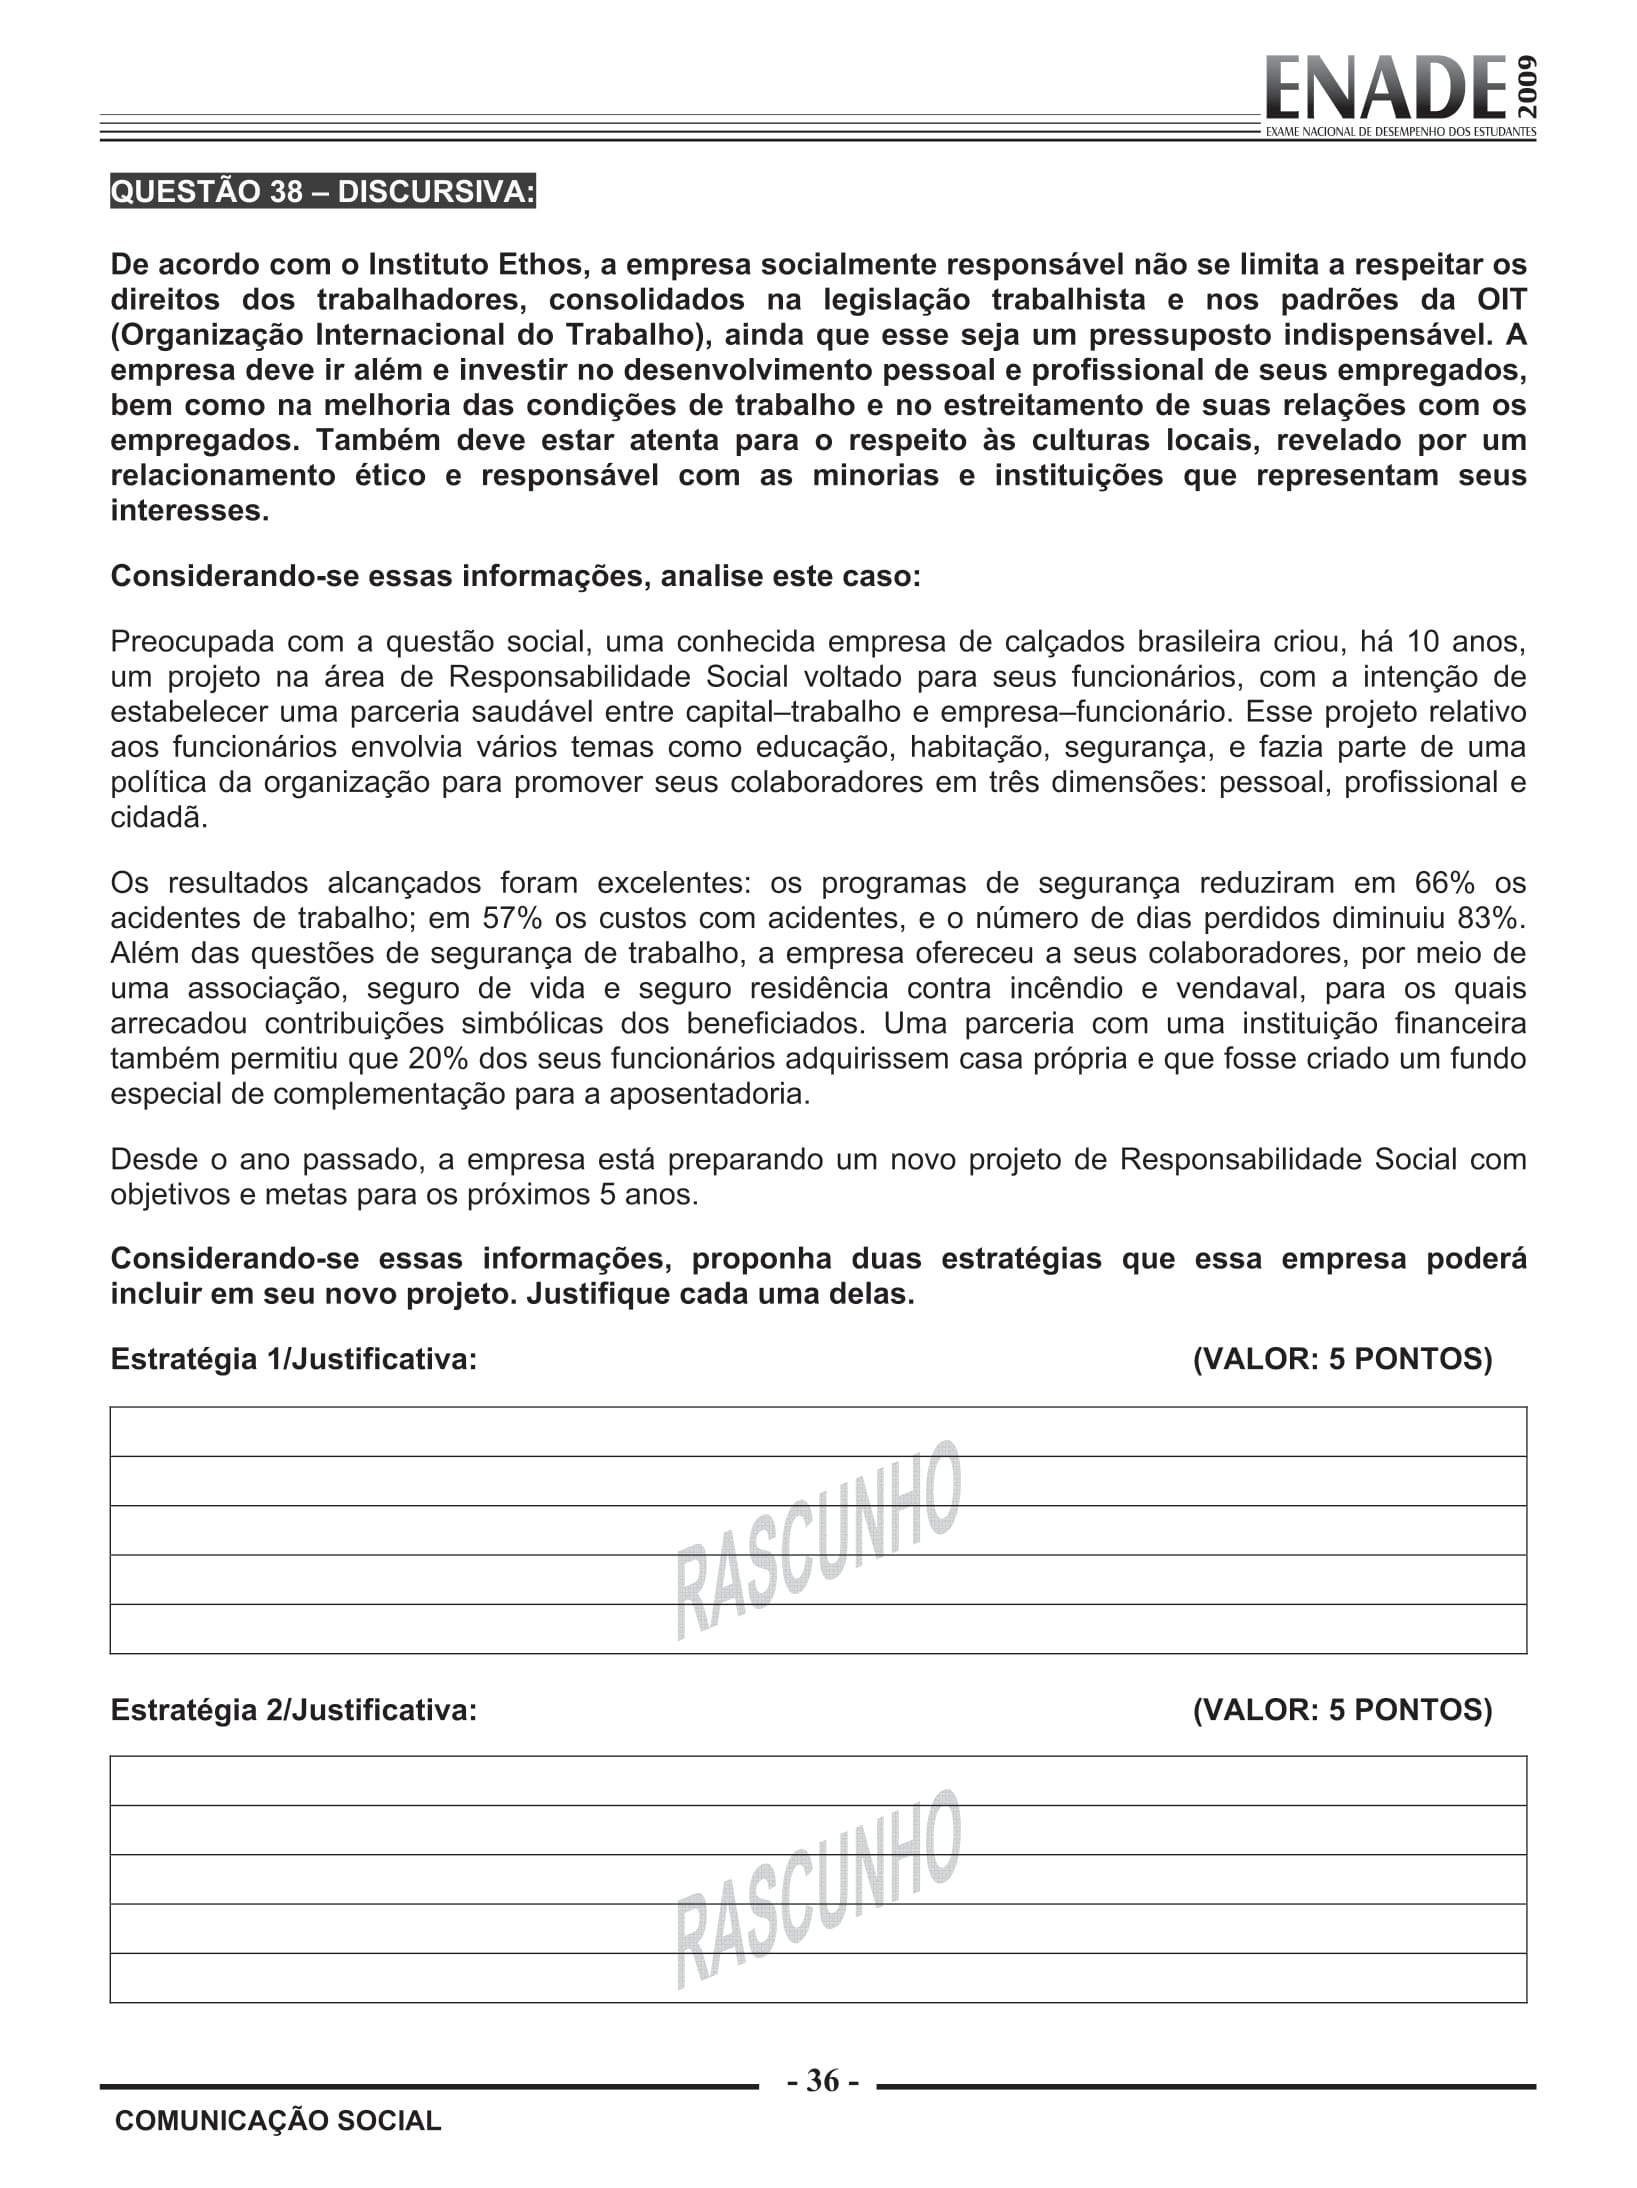 ENADE 2009
EXAME NACIONAL DE DESEMPENHO DOS ESTUDANTES
QUESTÃO 38 – DISCURSIVA:
De acordo com o Instituto Ethos, a empresa socialmente responsável não se limita a respeitar os
direitos dos trabalhadores, consolidados na legislação trabalhista e nos padrões da OIT
(Organização Internacional do Trabalho), ainda que esse seja um pressuposto indispensável. A
empresa deve ir além e investir no desenvolvimento pessoal e profissional de seus empregados,
bem como na melhoria das condições de trabalho e no estreitamento de suas relações com os
empregados. Também deve estar atenta para o respeito às culturas locais, revelado por um
relacionamento ético e responsável com as minorias e instituições que representam seus
interesses.
Considerando-se essas informações, analise este caso:
Preocupada com a questão social, uma conhecida empresa de calçados brasileira criou, há 10 anos,
um projeto na área de Responsabilidade Social voltado para seus funcionários, com a intenção de
estabelecer uma parceria saudável entre capital–trabalho e empresa–funcionário. Esse projeto relativo
aos funcionários envolvia vários temas como educação, habitação, segurança, e fazia parte de uma
política da organização para promover seus colaboradores em três dimensões: pessoal, profissional e
cidadã.
Os resultados alcançados foram excelentes: os programas de segurança reduziram em 66% os
acidentes de trabalho; em 57% os custos com acidentes, e o número de dias perdidos diminuiu 83%.
Além das questões de segurança de trabalho, a empresa ofereceu a seus colaboradores, por meio de
uma associação, seguro de vida e seguro residência contra incêndio e vendaval, para os quais
arrecadou contribuições simbólicas dos beneficiados. Uma parceria com uma instituição financeira
também permitiu que 20% dos seus funcionários adquirissem casa própria e que fosse criado um fundo
especial de complementação para a aposentadoria.
Desde o ano passado, a empresa está preparando um novo projeto de Responsabilidade Social com
objetivos e metas para os próximos 5 anos.
Considerando-se essas informações, proponha duas estratégias que essa empresa poderá
incluir em seu novo projeto. Justifique cada uma delas.
Estratégia 1/Justificativa: (VALOR: 5 PONTOS)
RASCUNHO
Estratégia 2/Justificativa: (VALOR: 5 PONTOS)
RASCUNHO
- 36 -
COMUNICAÇÃO SOCIAL